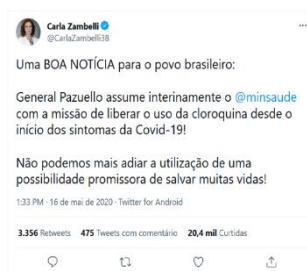 Carla Zambelli
@CarlaZambelli38
Uma BOA NOTÍCIA para o povo brasileiro:
General Pazuello assume interinamente o @minsaude
com a missão de liberar o uso da cloroquina desde o
início dos sintomas da Covid-19!
Não podemos mais adiar a utilização de uma
possibilidade promissora de salvar muitas vidas!
1:33 PM · 16 de mai de 2020 · Twitter for Android
3.356 Retweets 475 Tweets com comentário 20,4 mil Curtidas